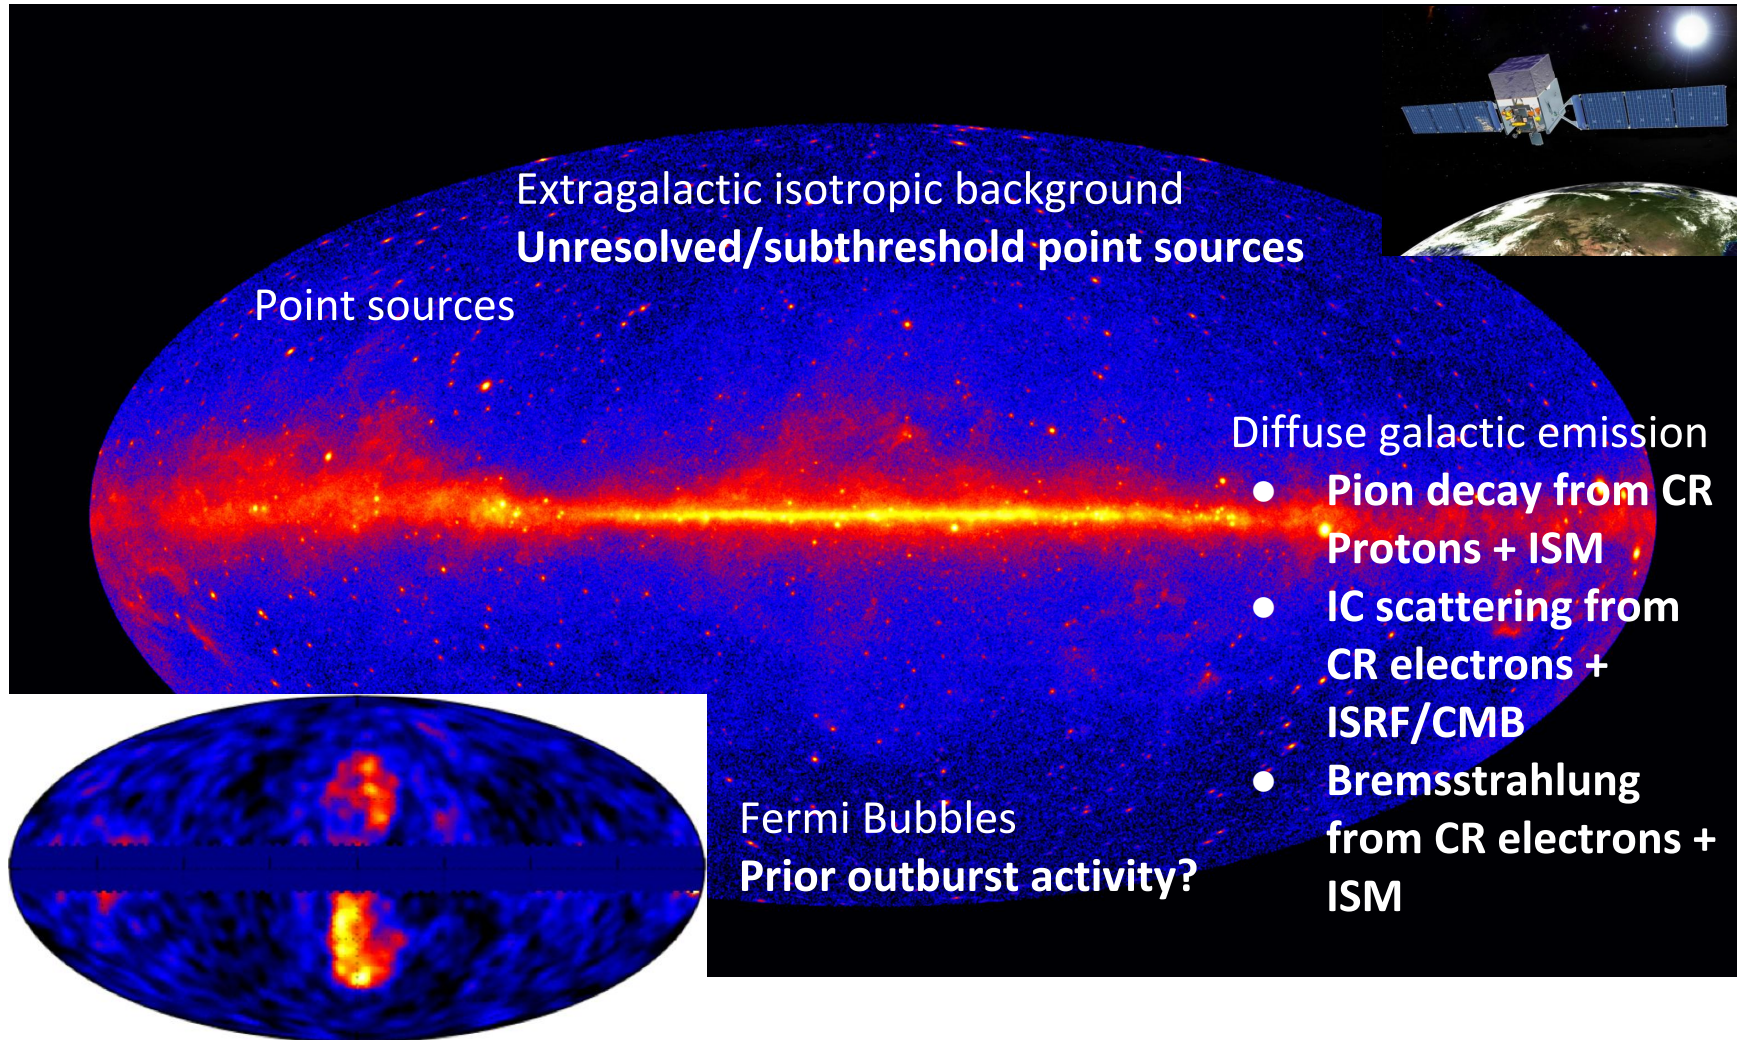 Extragalactic isotropic background
Unresolved/subthreshold point sources
Point sources
Diffuse galactic emission
● Pion decay from CR
Protons + ISM
● IC scattering from
CR electrons +
ISRF/CMB
● Bremsstrahlung
from CR electrons +
ISM
Fermi Bubbles
Prior outburst activity?